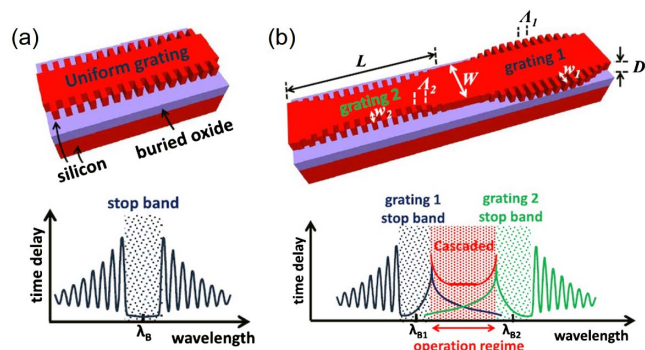 (a)
Uniform grating
silicon
buried oxide
stop band
time delay
λB
wavelength
(b)
L
Λ1
D
W
grating 1
w1
grating 2
Λ2
w2
grating 1
stop band
grating 2
stop band
Cascaded
time delay
λB1
λB2
wavelength
operation regime